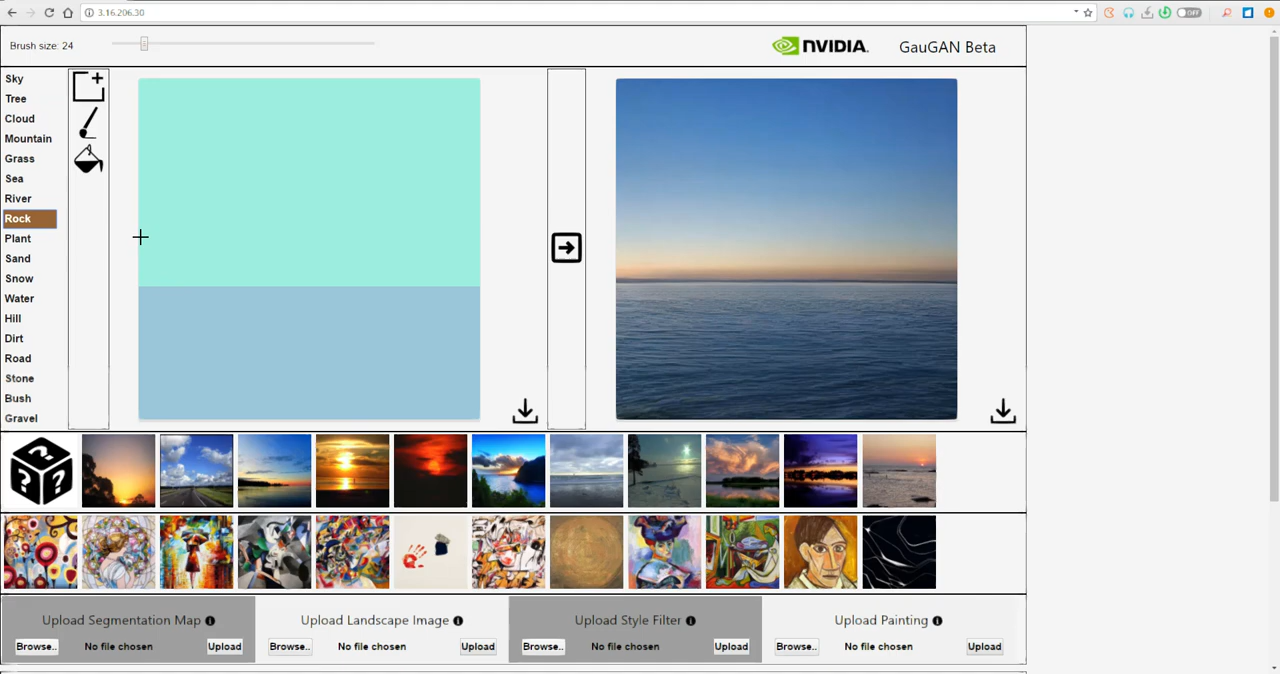 3.16.206.30
OFF
Brush size: 24
NVIDIA.
GauGAN Beta
Sky
Tree
Cloud
Mountain
Grass
Sea
River
Rock
Plant
Sand
Snow
Water
Hill
Dirt
Road
Stone
Bush
Gravel
? ?
Upload Segmentation Map
Upload Landscape Image
Upload Style Filter
Upload Painting
Browse.. No file chosen Upload
Browse.. No file chosen Upload
Browse.. No file chosen Upload
Browse.. No file chosen Upload